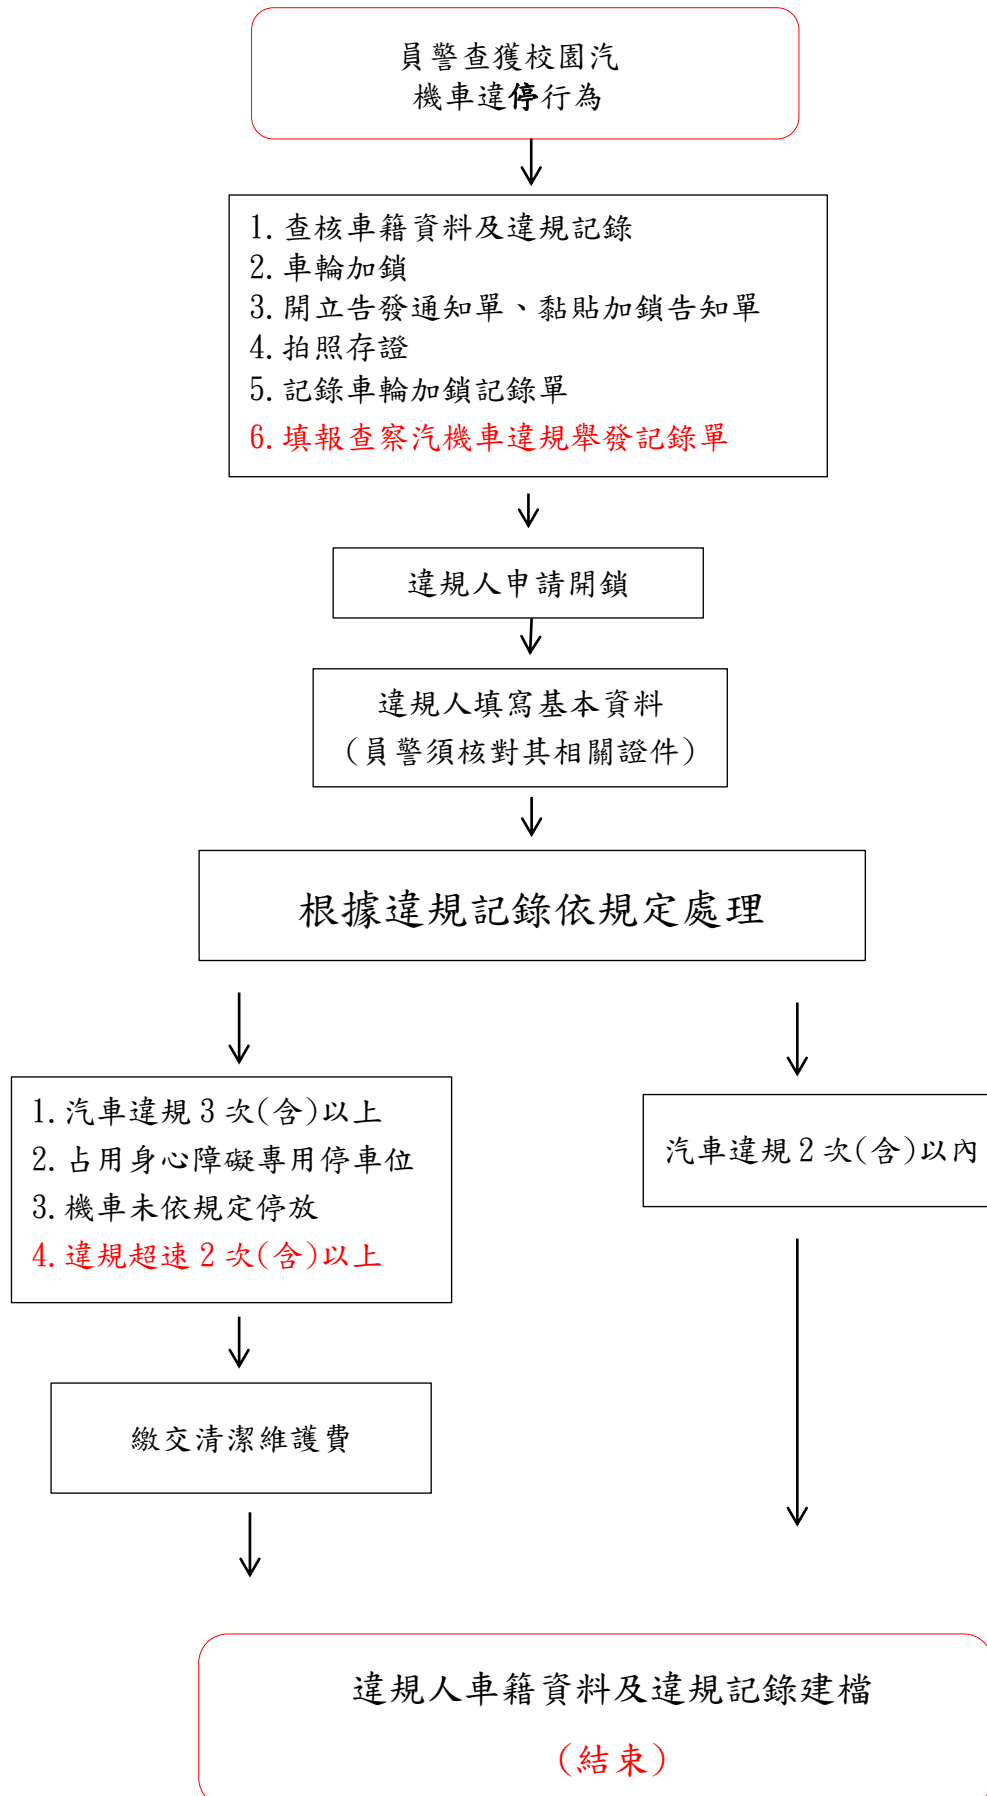 員警查獲校園汽
機車違停行為
1.查核車籍資料及違規記錄
2.車輪加鎖
3.開立告發通知單、黏貼加鎖告知單
4.拍照存證
5.記錄車輪加鎖記錄單
6.填報查察汽機車違規舉發記錄單
違規人申請開鎖
違規人填寫基本資料
(員警須核對其相關證件)
根據違規記錄依規定處理
1.汽車違規3次(含)以上
2.占用身心障礙專用停車位
3.機車未依規定停放
4.違規超速2次(含)以上
汽車違規2次(含)以內
繳交清潔維護費
違規人車籍資料及違規記錄建檔
(結束)